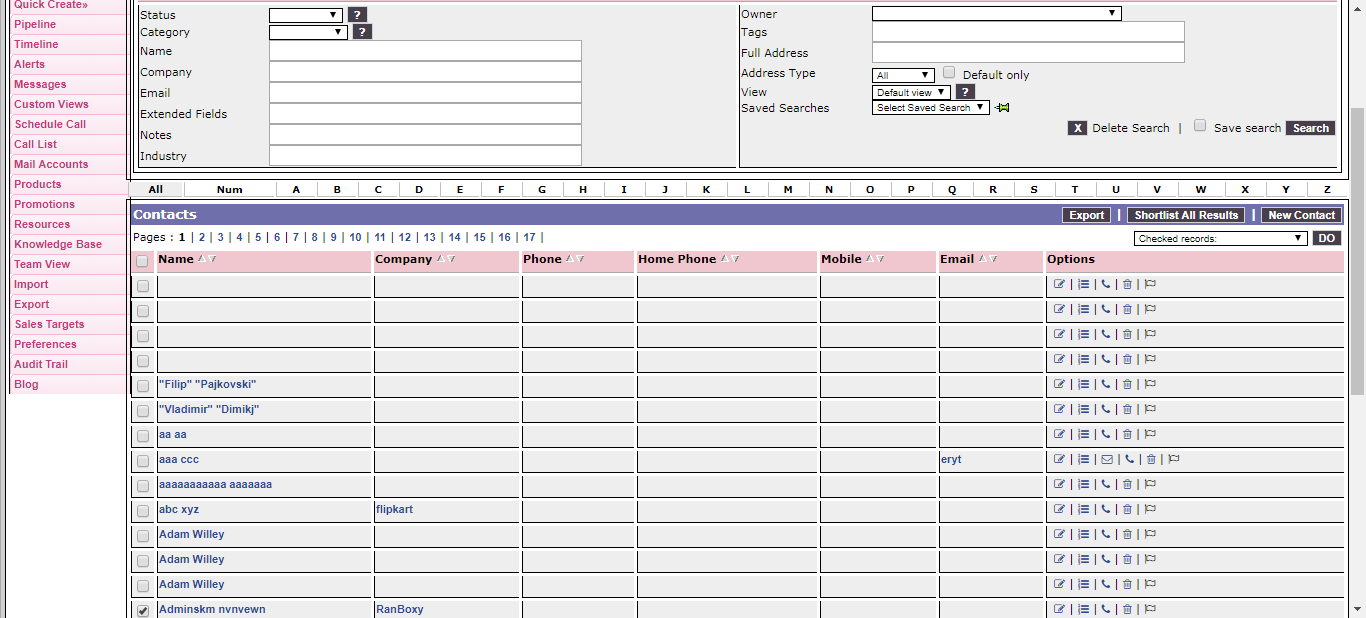 Quick Create»
Pipeline
Timeline
Alerts
Messages
Custom Views
Schedule Call
Call List
Mail Accounts
Products
Promotions
Resources
Knowledge Base
Team View
Import
Export
Sales Targets
Preferences
Audit Trail
Blog
Status ?
Category ?
Name
Company
Email
Extended Fields
Notes
Industry
Owner
Tags
Full Address
Address Type All Default only
View Default view ?
Saved Searches Select Saved Search
X Delete Search | Save search Search
All Num A B C D E F G H I J K L M N O P Q R S T U V W X Y Z
Contacts Export | Shortlist All Results | New Contact
Pages : 1 | 2 | 3 | 4 | 5 | 6 | 7 | 8 | 9 | 10 | 11 | 12 | 13 | 14 | 15 | 16 | 17 | Checked records: DO
Name Company Phone Home Phone Mobile Email Options
| | | |
| | | |
| | | |
| | | |
"Filip" "Pajkovski" | | | |
"Vladimir" "Dimikj" | | | |
aa aa | | | |
aaa ccc eryt | | | | |
aaaaaaaaaaa aaaaaaa | | | |
abc xyz flipkart | | | |
Adam Willey | | | |
Adam Willey | | | |
Adam Willey | | | |
Adminskm nvnvewn RanBoxy | | | |